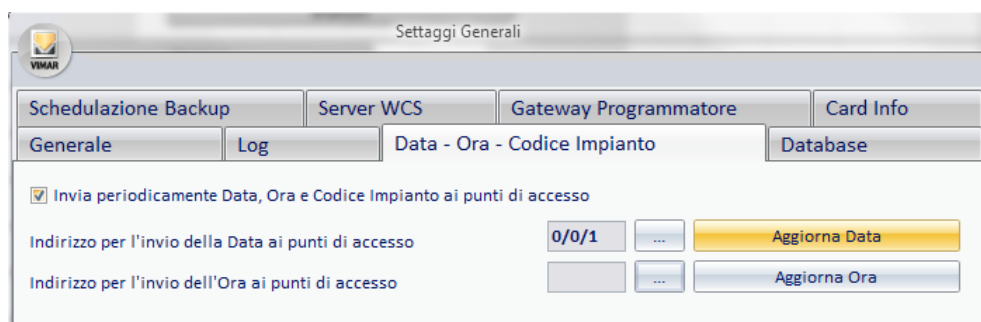 Settaggi Generali
VIMAR
Schedulazione Backup Server WCS Gateway Programmatore Card Info
Generale Log Data - Ora - Codice Impianto Database
Invia periodicamente Data, Ora e Codice Impianto ai punti di accesso
Indirizzo per l'invio della Data ai punti di accesso 0/0/1 ... Aggiorna Data
Indirizzo per l'invio dell'Ora ai punti di accesso ... Aggiorna Ora